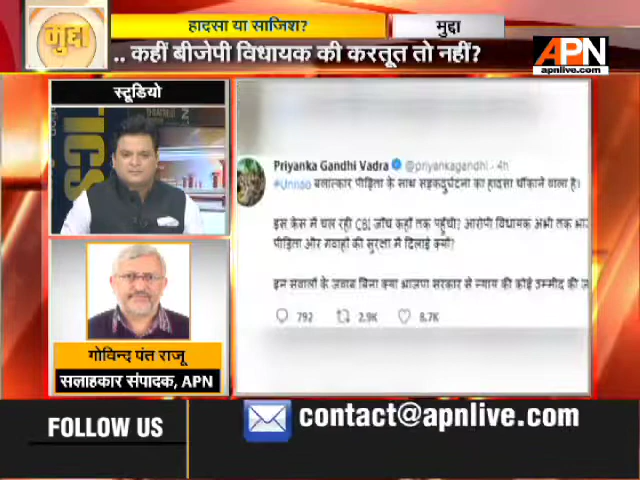 हादसा या साजिश?
मुद्दा
मुद्दा
.. कहीं बीजेपी विधायक की करतूत तो नहीं?
APN
apnlive.com
स्टूडियो
Priyanka Gandhi Vadra @priyankagandhi - 4h
#Unnao बलात्कार पीड़िता के साथ सड़क दुर्घटना का हादसा चौंकाने वाला है।
इस केस में चल रही CBI जाँच कहाँ तक पहुँची? आरोपी विधायक अभी तक
पीड़िता और गवाहों की सुरक्षा में ढिलाई क्यों?
इन सवालों के जवाब बिना क्या भाजपा सरकार से न्याय की कोई उम्मीद की
792 2.9K 8.7K
गोविन्द पंत राजू
सलाहकार संपादक, APN
FOLLOW US
contact@apnlive.com